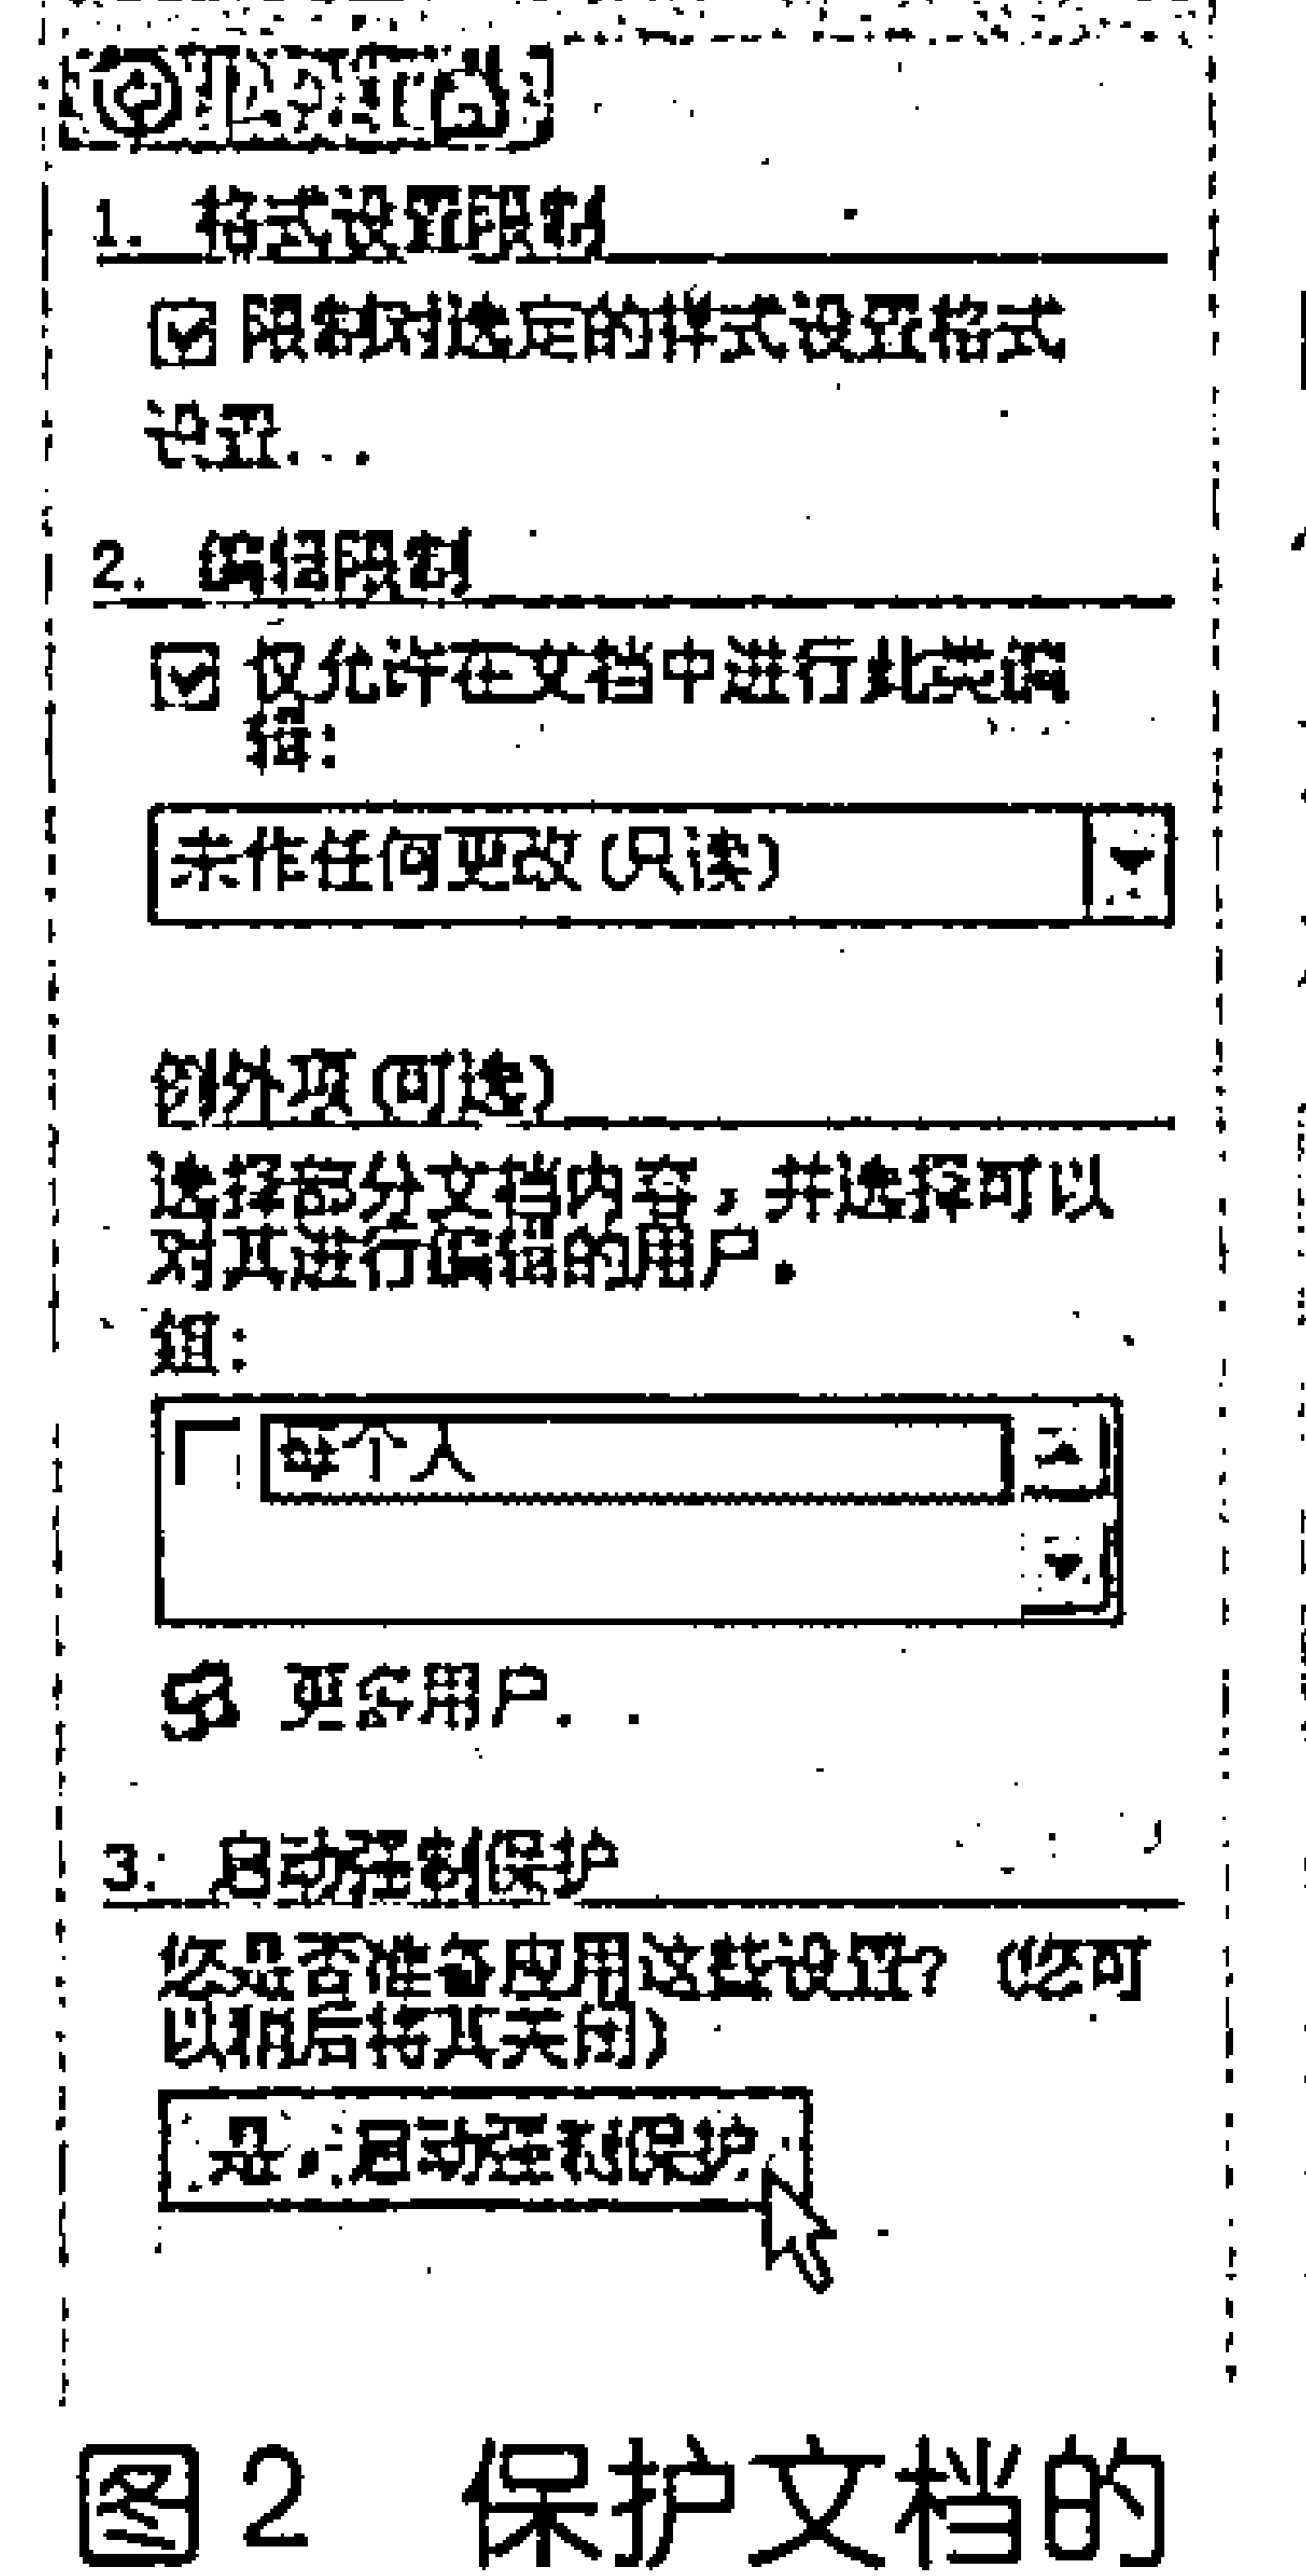 1. 格式设置限制
限制对选定的样式设置格式
设置...
2. 编辑限制
仅允许在文档中进行此类编
辑:
未作任何更改(只读)
例外项(可选)
选择部分文档内容,并选择可以
对其进行编辑的用户。
组:
每个人
更多用户. .
3. 启动强制保护
您是否准备应用这些设置? (您可
以稍后将其关闭)
是,启动强制保护
图2 保护文档的